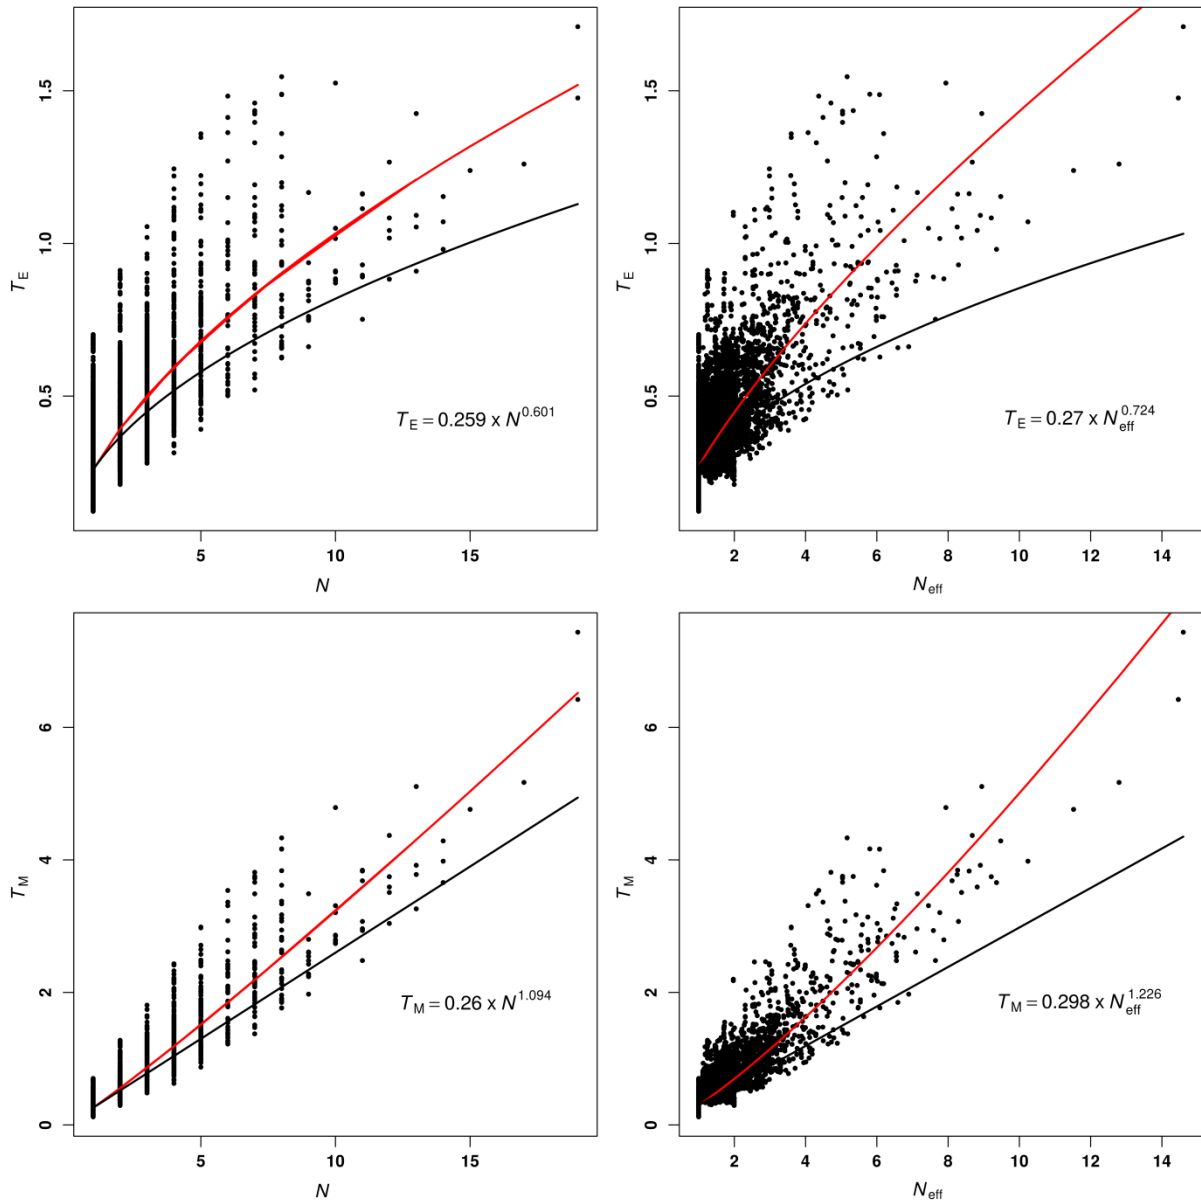 T_E
1.5
1.0
0.5
T_E = 0.259 x N^0.601
5 10 15
N
T_E
1.5
1.0
0.5
T_E = 0.27 x N_eff^0.724
2 4 6 8 10 12 14
N_eff
T_M
6
4
2
0
T_M = 0.26 x N^1.094
5 10 15
N
T_M
6
4
2
0
T_M = 0.298 x N_eff^1.226
2 4 6 8 10 12 14
N_eff